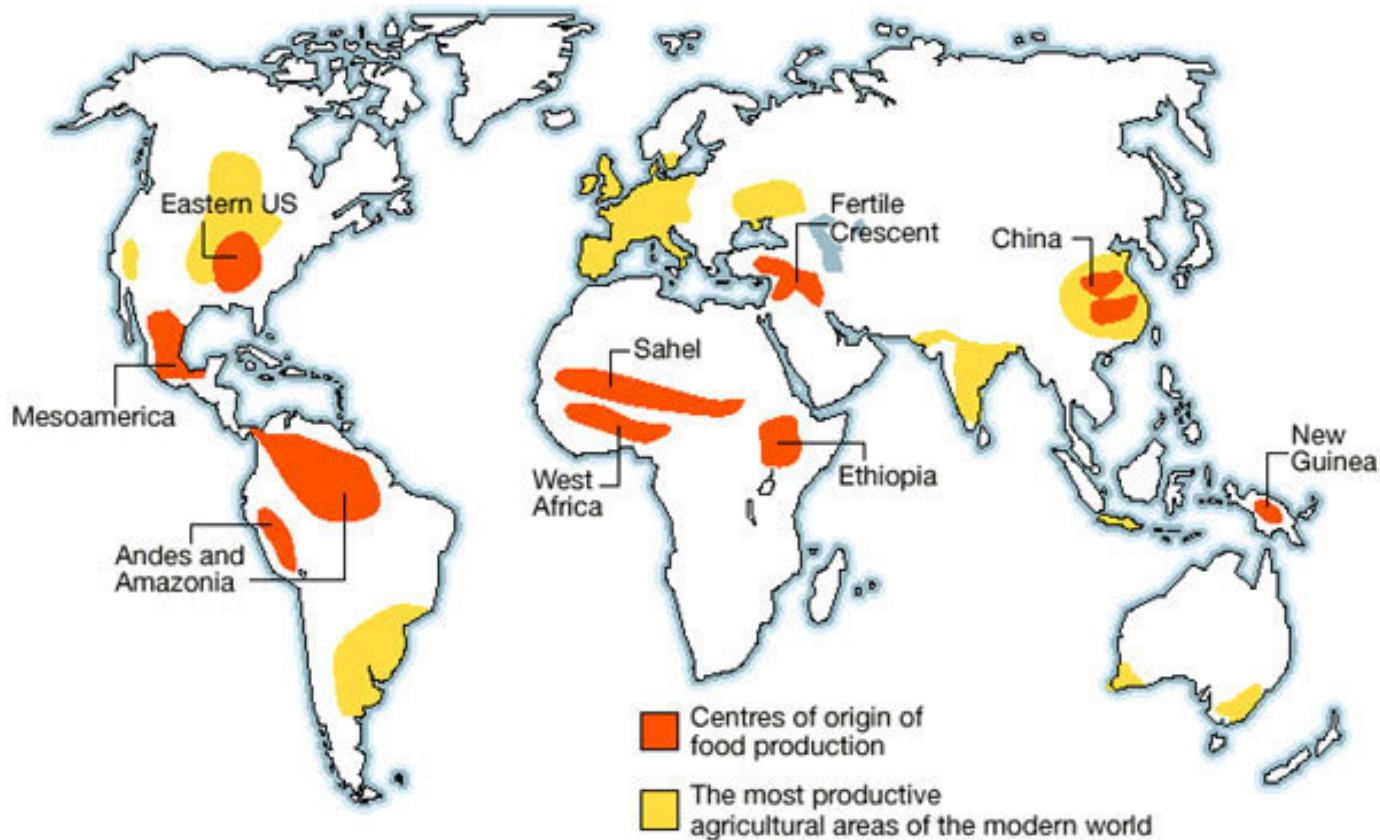 Eastern US
Fertile
Crescent
China
Sahel
Mesoamerica
New
Guinea
West
Africa
Ethiopia
Andes and
Amazonia
Centres of origin of
food production
The most productive
agricultural areas of the modern world